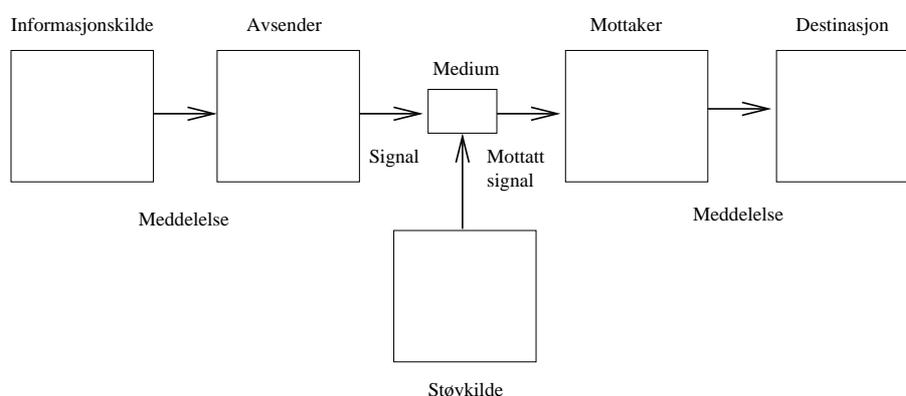 Informasjonskilde
Avsender
Mottaker
Destinasjon
Medium
Signal
Mottatt
signal
Meddelelse
Meddelelse
Støvkilde